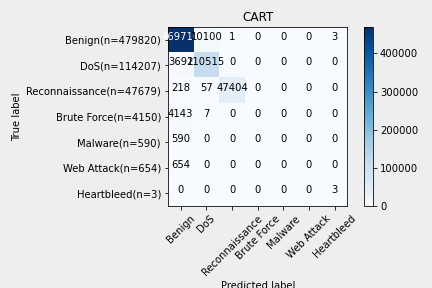 CART
True label
Benign(n=479820) 10100 1 0 0 0 3
DoS(n=114207) 3692 110515 0 0 0 0 0
Reconnaissance(n=47679) 218 57 47404 0 0 0 0
Brute Force(n=4150) 4143 7 0 0 0 0 0
Malware(n=590) 590 0 0 0 0 0 0
Web Attack(n=654) 654 0 0 0 0 0 0
Heartbleed(n=3) 0 0 0 0 0 0 3
Benign DoS Reconnaissance Brute Force Malware Web Attack Heartbleed
Predicted label
400000
300000
200000
100000
0